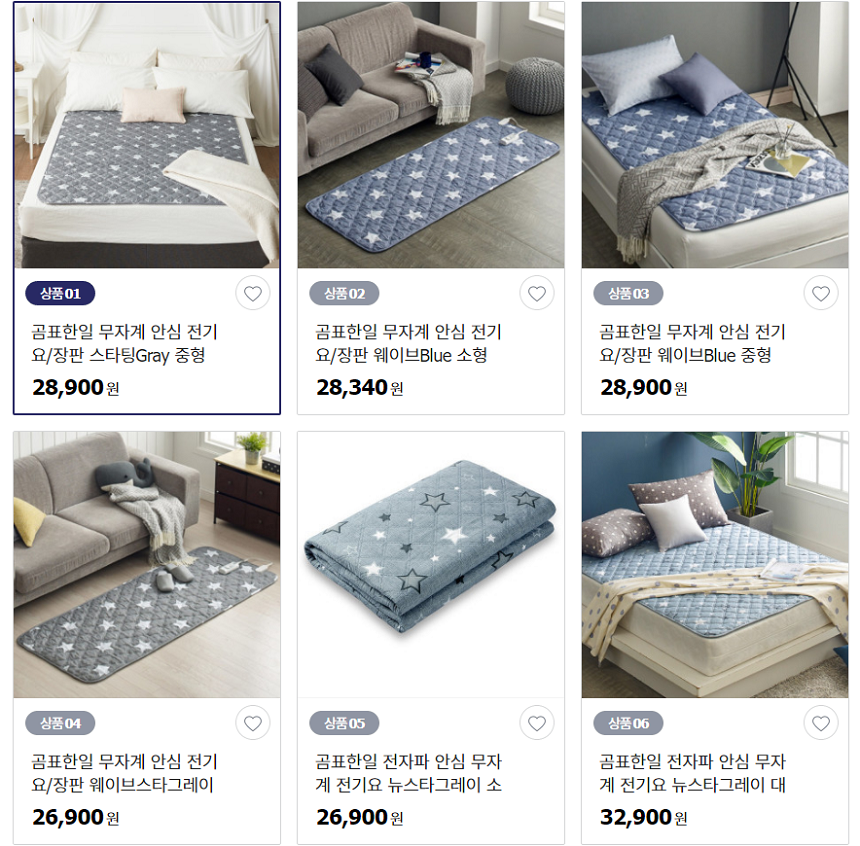 상품 01
곰표한일 무자계 안심 전기
요/장판 스타팅Gray 중형
28,900 원
상품 02
곰표한일 무자계 안심 전기
요/장판 웨이브Blue 소형
28,340 원
상품 03
곰표한일 무자계 안심 전기
요/장판 웨이브Blue 중형
28,900 원
상품 04
곰표한일 무자계 안심 전기
요/장판 웨이브스타그레이
26,900 원
상품 05
곰표한일 전자파 안심 무자
계 전기요 뉴스타그레이 소
26,900 원
상품 06
곰표한일 전자파 안심 무자
계 전기요 뉴스타그레이 대
32,900 원